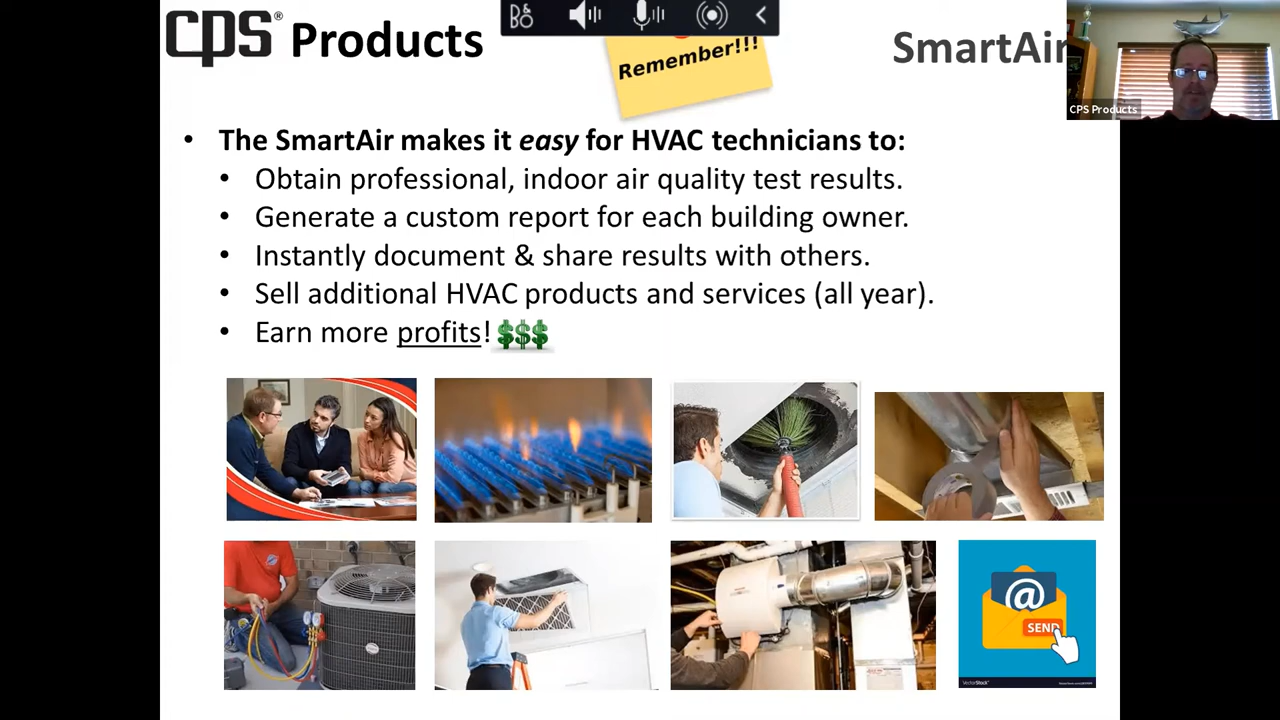 cps® Products
Remember!!!
SmartAir
CPS Products
• The SmartAir makes it easy for HVAC technicians to:
• Obtain professional, indoor air quality test results.
• Generate a custom report for each building owner.
• Instantly document & share results with others.
• Sell additional HVAC products and services (all year).
• Earn more profits! $$$
@
SEND
VectorStock